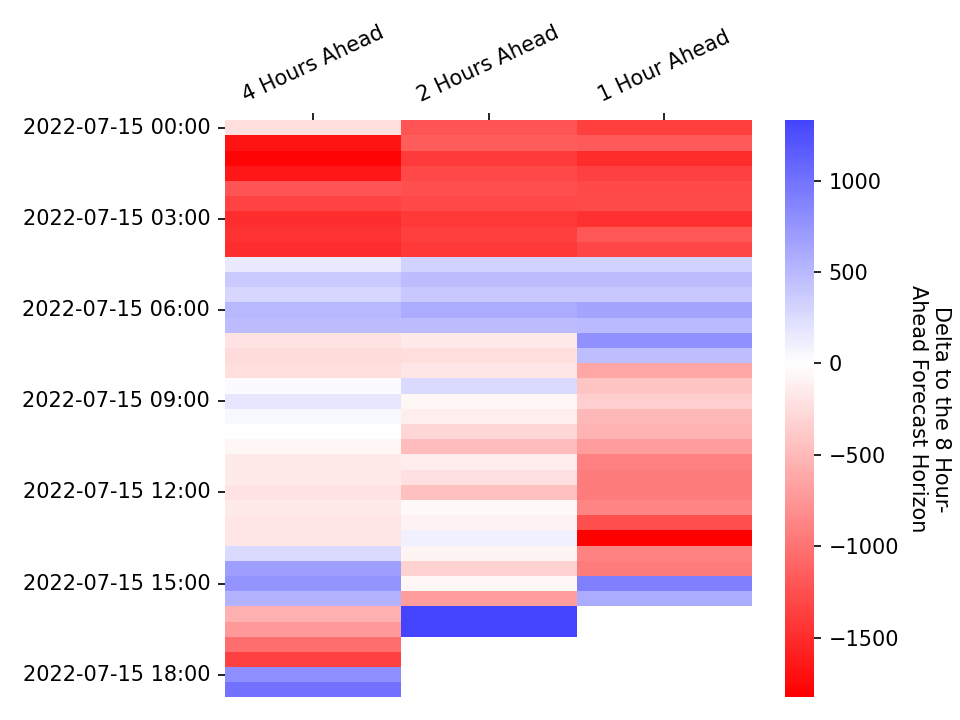 4 Hours Ahead
2 Hours Ahead
1 Hour Ahead
2022-07-15 00:00
2022-07-15 03:00
2022-07-15 06:00
2022-07-15 09:00
2022-07-15 12:00
2022-07-15 15:00
2022-07-15 18:00
1000
500
0
−500
−1000
−1500
Delta to the 8 Hour-
Ahead Forecast Horizon